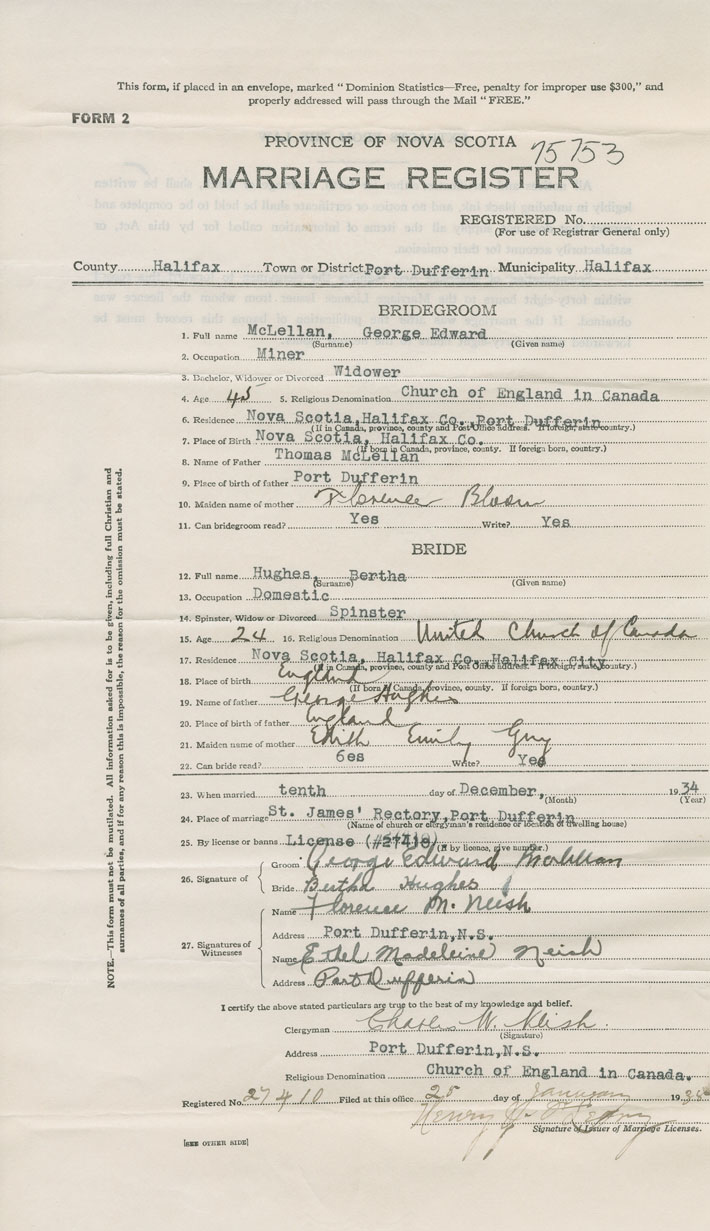 This form, if placed in an envelope, marked "Dominion Statistics—Free, penalty for improper use $300," and
properly addressed will pass through the Mail "FREE."
FORM 2
PROVINCE OF NOVA SCOTIA 75753
MARRIAGE REGISTER
REGISTERED No.
(For use of Registrar General only)
County Halifax Town or District Port Dufferin Municipality Halifax
BRIDEGROOM
1. Full name McLellan, George Edward
(Surname) (Given name)
2. Occupation Miner
3. Bachelor, Widower or Divorced Widower
4. Age 45 5. Religious Denomination Church of England in Canada
6. Residence Nova Scotia, Halifax Co., Port Dufferin
(If in Canada, province, county and Post Office address. If foreign, state country.)
7. Place of Birth Nova Scotia, Halifax Co.
(If born in Canada, province, county. If foreign born, country.)
8. Name of Father Thomas McLellan
9. Place of birth of father Port Dufferin
10. Maiden name of mother Florence Bloom
11. Can bridegroom read? Yes Write? Yes
BRIDE
12. Full name Hughes, Bertha
(Surname) (Given name)
13. Occupation Domestic
14. Spinster, Widow or Divorced Spinster
15. Age 24 16. Religious Denomination United Church of Canada
17. Residence Nova Scotia, Halifax Co. Halifax City
(If in Canada, province, county and Post Office address. If foreign, state country.)
18. Place of birth England
(If born in Canada, province, county. If foreign born, country.)
19. Name of father George Hughes
20. Place of birth of father England
21. Maiden name of mother Edith Emily Guy
22. Can bride read? 6es Write? Yes
23. When married tenth day of December, 1934
(Month) (Year)
24. Place of marriage St. James' Rectory, Port Dufferin
(Name of church or clergyman's residence or location of dwelling house)
25. By license or banns License (#27410)
(If by licence, give number.)
26. Signature of
Groom George Edward McLellan
Bride Bertha Hughes
27. Signatures of Witnesses
Name Florence M. Neish
Address Port Dufferin, N.S.
Name Ethel Madeleine Neish
Address Port Dufferin
I certify the above stated particulars are true to the best of my knowledge and belief.
Clergyman Charles W. Neish.
(Signature)
Address Port Dufferin, N.S.
Religious Denomination Church of England in Canada.
Registered No. 27410 Filed at this office 25 day of January 1935
Henry
Signature of Issuer of Marriage Licenses.
[SEE OTHER SIDE]
NOTE.—This form must not be mutilated. All information asked for is to be given, including full Christian and
surnames of all parties, and if for any reason this is impossible, the reason for the omission must be stated.